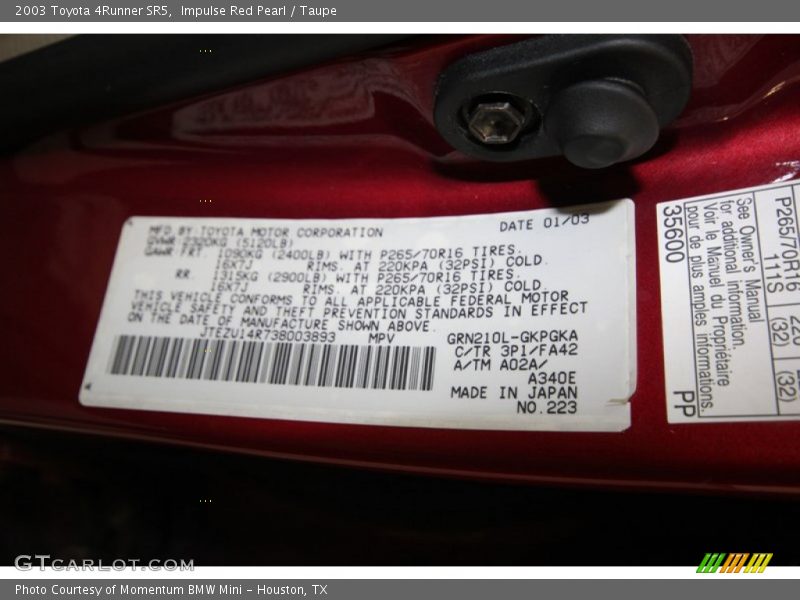 2003 Toyota 4Runner SR5, Impulse Red Pearl / Taupe
MFD BY:TOYOTA MOTOR CORPORATION DATE 01/03
GVWR 2320KG (5120LB)
GAWR FRT. 1090KG (2400LB) WITH P265/70R16 TIRES.
16X7J RIMS. AT 220KPA (32PSI) COLD.
RR. 1315KG (2900LB) WITH P265/70R16 TIRES.
16X7J RIMS. AT 220KPA (32PSI) COLD.
THIS VEHICLE CONFORMS TO ALL APPLICABLE FEDERAL MOTOR
VEHICLE SAFETY AND THEFT PREVENTION STANDARDS IN EFFECT
ON THE DATE OF MANUFACTURE SHOWN ABOVE.
JTEZU14R738003893 MPV
GRN210L-GKPGKA
C/TR 3P1/FA42
A/TM A02A/
A340E
MADE IN JAPAN
NO.223
P265/70R16
111S
220
(32)
(32)
See Owner's Manual
for additional information.
Voir le Manuel du Propriétaire
pour de plus amples informations.
35600
PP
GTCarLot.com
Photo Courtesy of Momentum BMW Mini - Houston, TX